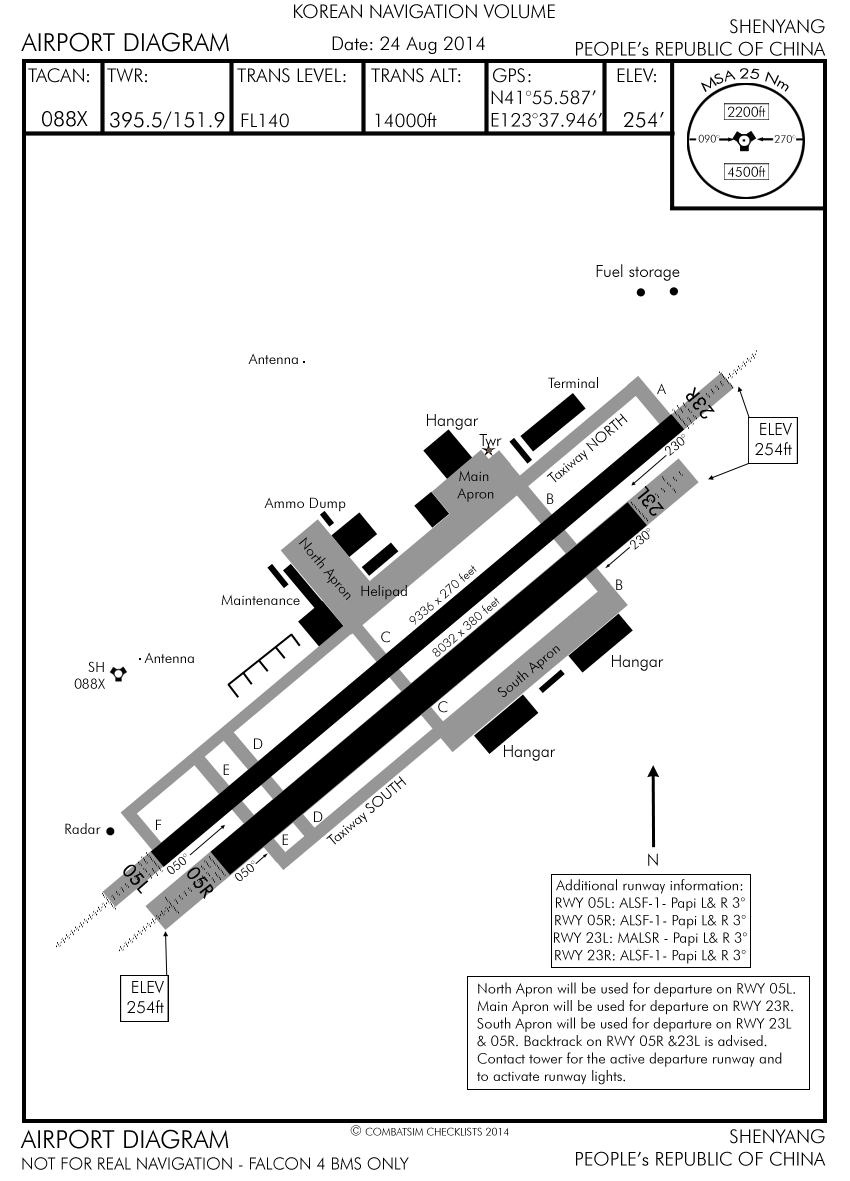 KOREAN NAVIGATION VOLUME
AIRPORT DIAGRAM
Date: 24 Aug 2014
SHENYANG
PEOPLE's REPUBLIC OF CHINA
TACAN:
088X
TWR:
395.5/151.9
TRANS LEVEL:
FL140
TRANS ALT:
14000ft
GPS:
N41°55.587’
E123°37.946’
ELEV:
254’
MSA 25 Nm
2200ft
090°
270°
4500ft
Fuel storage
Antenna
Terminal
A
23R
Hangar
Twr
Taxiway NORTH
ELEV
254ft
230°
Main
Apron
B
23L
Ammo Dump
230°
North Apron
Helipad
9336 x 270 feet
8032 x 380 feet
B
Maintenance
C
SH
088X
Antenna
South Apron
Hangar
C
D
Hangar
E
Radar
F
D
Taxiway SOUTH
E
050°
050°
05L
05R
N
ELEV
254ft
Additional runway information:
RWY 05L: ALSF-1- Papi L& R 3°
RWY 05R: ALSF-1- Papi L& R 3°
RWY 23L: MALSR - Papi L& R 3°
RWY 23R: ALSF-1- Papi L& R 3°
North Apron will be used for departure on RWY 05L.
Main Apron will be used for departure on RWY 23R.
South Apron will be used for departure on RWY 23L
& 05R. Backtrack on RWY 05R &23L is advised.
Contact tower for the active departure runway and
to activate runway lights.
AIRPORT DIAGRAM
© COMBATSIM CHECKLISTS 2014
SHENYANG
NOT FOR REAL NAVIGATION - FALCON 4 BMS ONLY
PEOPLE's REPUBLIC OF CHINA